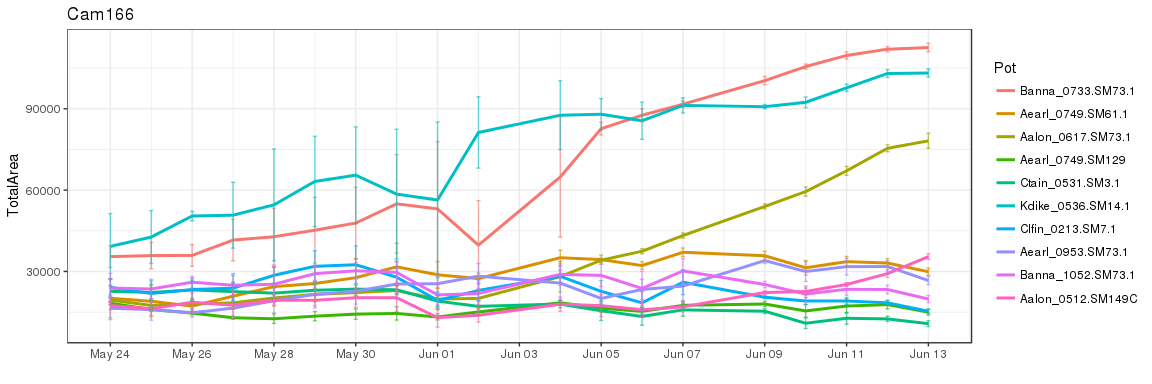 Cam166
TotalArea
90000
60000
30000
May 24 May 26 May 28 May 30 Jun 01 Jun 03 Jun 05 Jun 07 Jun 09 Jun 11 Jun 13
Pot
Banna_0733.SM73.1
Aearl_0749.SM61.1
Aalon_0617.SM73.1
Aearl_0749.SM129
Ctain_0531.SM3.1
Kdike_0536.SM14.1
Clfin_0213.SM7.1
Aearl_0953.SM73.1
Banna_1052.SM73.1
Aalon_0512.SM149C